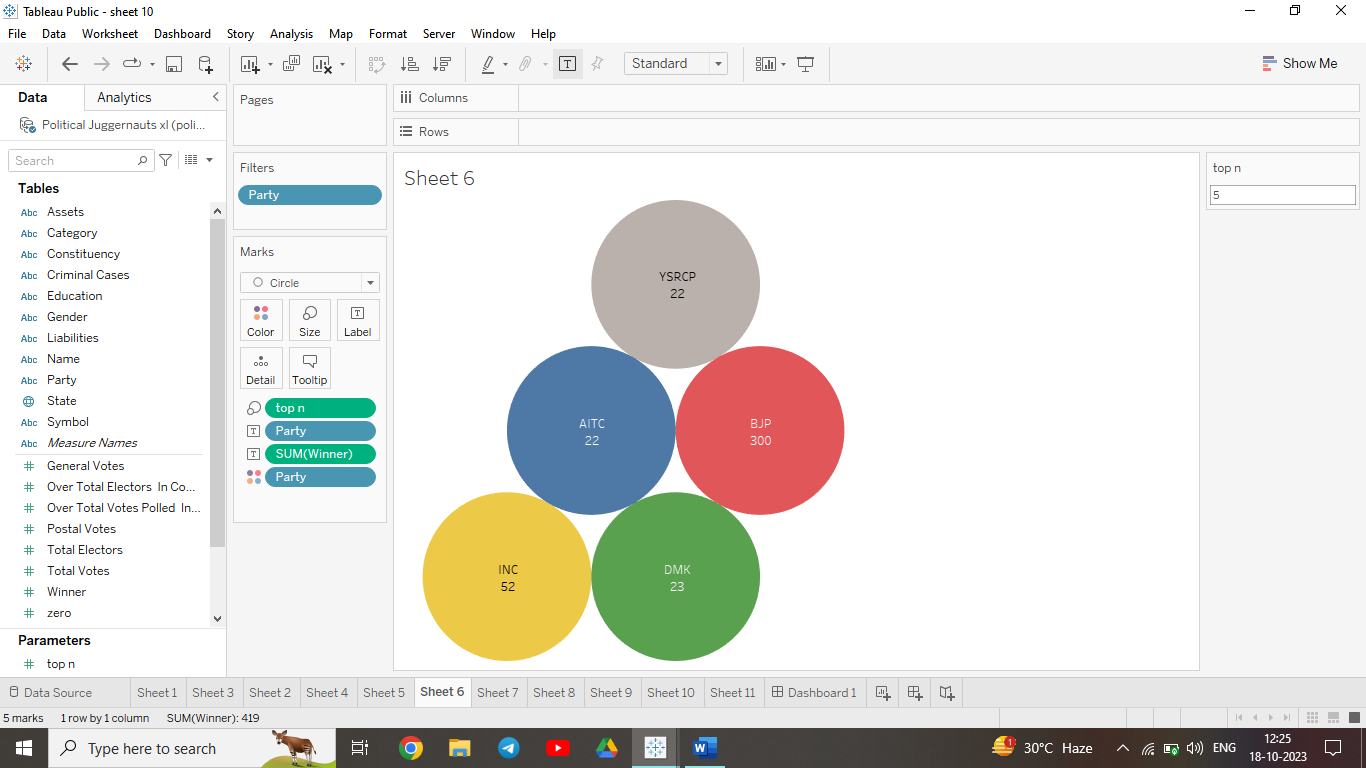 Tableau Public - sheet 10
File Data Worksheet Dashboard Story Analysis Map Format Server Window Help
Standard
Show Me
Data Analytics
Political Juggernauts xl (poli...
Search
Tables
Abc Assets
Abc Category
Abc Constituency
Abc Criminal Cases
Abc Education
Abc Gender
Abc Liabilities
Abc Name
Abc Party
State
Abc Symbol
Abc Measure Names
# General Votes
# Over Total Electors In Co...
# Over Total Votes Polled In...
# Postal Votes
# Total Electors
# Total Votes
# Winner
# zero
Parameters
# top n
Pages
Filters
Party
Marks
Circle
Color Size Label
Detail Tooltip
top n
Party
SUM(Winner)
Party
Columns
Rows
Sheet 6
YSRCP
22
AITC
22
BJP
300
INC
52
DMK
23
top n
5
Data Source Sheet 1 Sheet 3 Sheet 2 Sheet 4 Sheet 5 Sheet 6 Sheet 7 Sheet 8 Sheet 9 Sheet 10 Sheet 11 Dashboard 1
5 marks 1 row by 1 column SUM(Winner): 419
Type here to search
1
30°C Haze
ENG
12:25
18-10-2023